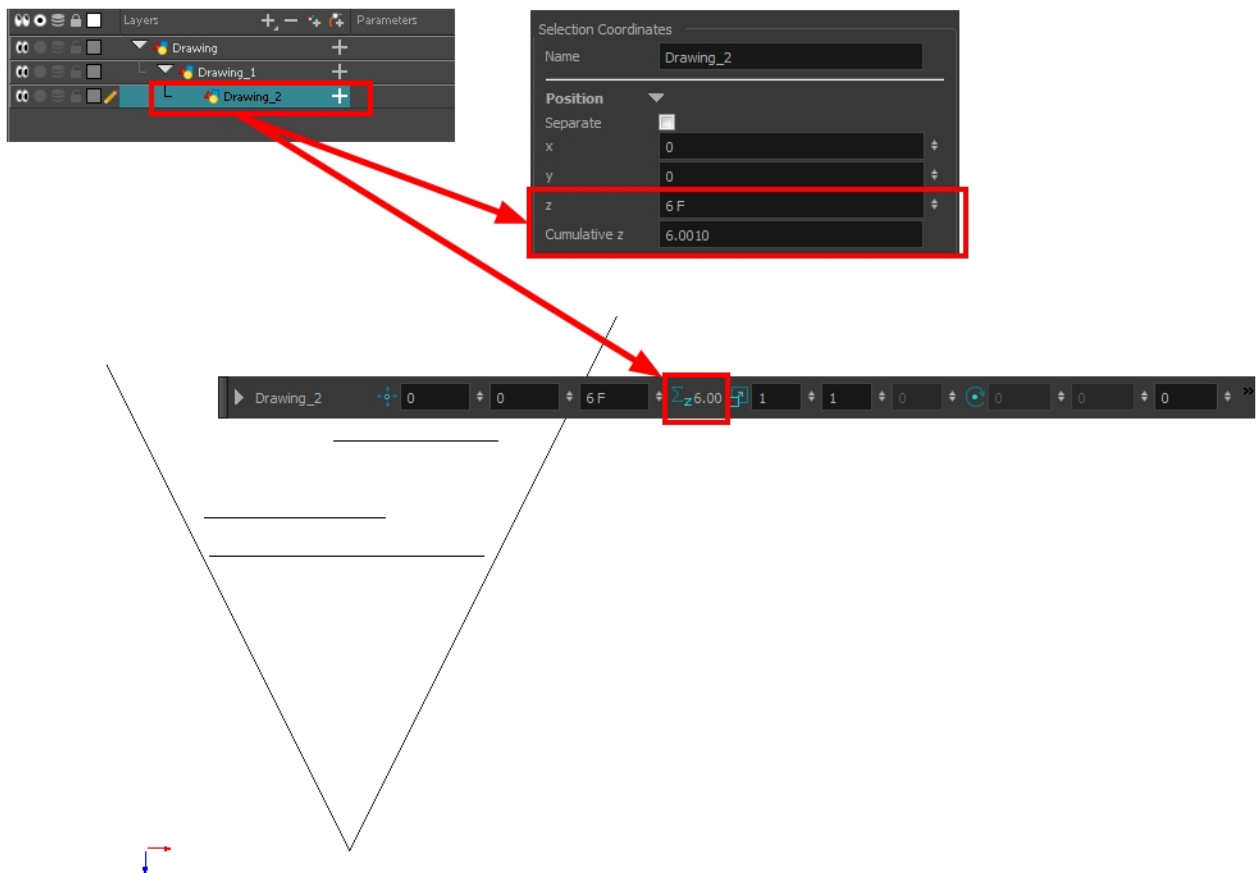 Layers Parameters
Drawing
Drawing_1
Drawing_2
Selection Coordinates
Name Drawing_2
Position
Separate
x 0
y 0
z 6 F
Cumulative z 6.0010
Drawing_2 0 0 6 F Σz 6.00 1 1 0 0 0 0 »